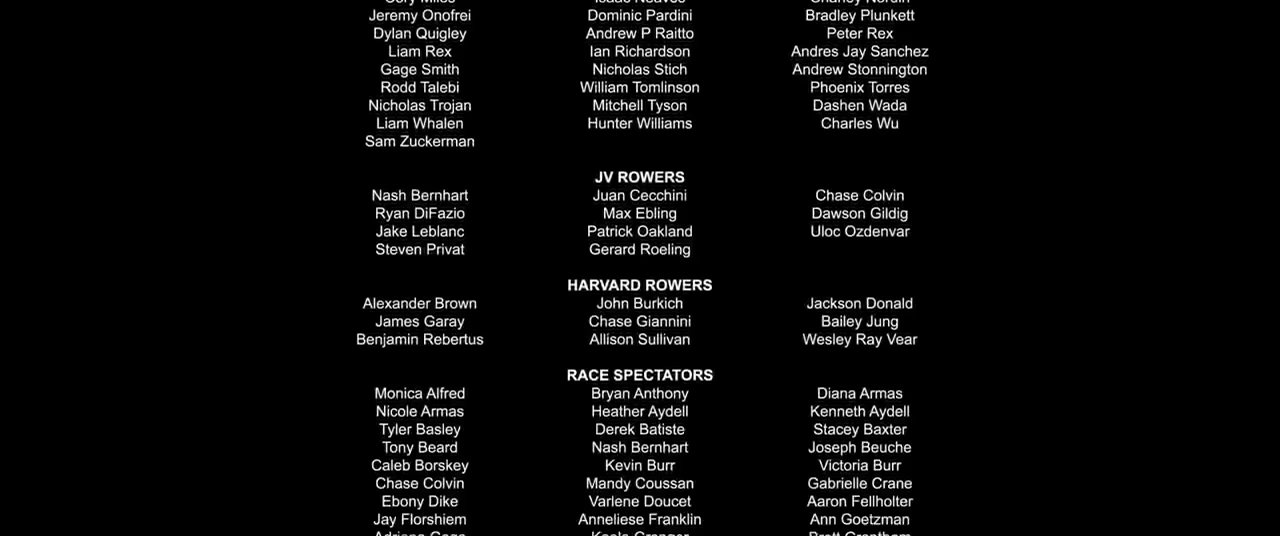 Jeremy Onofrei Dominic Pardini Bradley Plunkett
Dylan Quigley Andrew P Raitto Peter Rex
Liam Rex Ian Richardson Andres Jay Sanchez
Gage Smith Nicholas Stich Andrew Stonnington
Rodd Talebi William Tomlinson Phoenix Torres
Nicholas Trojan Mitchell Tyson Dashen Wada
Liam Whalen Hunter Williams Charles Wu
Sam Zuckerman
JV ROWERS
Nash Bernhart Juan Cecchini Chase Colvin
Ryan DiFazio Max Ebling Dawson Gildig
Jake Leblanc Patrick Oakland Uloc Ozdenvar
Steven Privat Gerard Roeling
HARVARD ROWERS
Alexander Brown John Burkich Jackson Donald
James Garay Chase Giannini Bailey Jung
Benjamin Rebertus Allison Sullivan Wesley Ray Vear
RACE SPECTATORS
Monica Alfred Bryan Anthony Diana Armas
Nicole Armas Heather Aydell Kenneth Aydell
Tyler Basley Derek Batiste Stacey Baxter
Tony Beard Nash Bernhart Joseph Beuche
Caleb Borskey Kevin Burr Victoria Burr
Chase Colvin Mandy Coussan Gabrielle Crane
Ebony Dike Varlene Doucet Aaron Fellholter
Jay Florshiem Anneliese Franklin Ann Goetzman